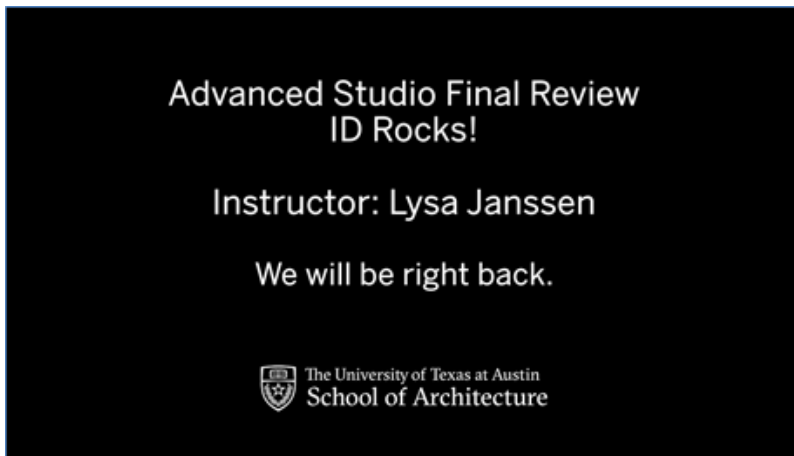 Advanced Studio Final Review
ID Rocks!
Instructor: Lysa Janssen
We will be right back.
The University of Texas at Austin
School of Architecture